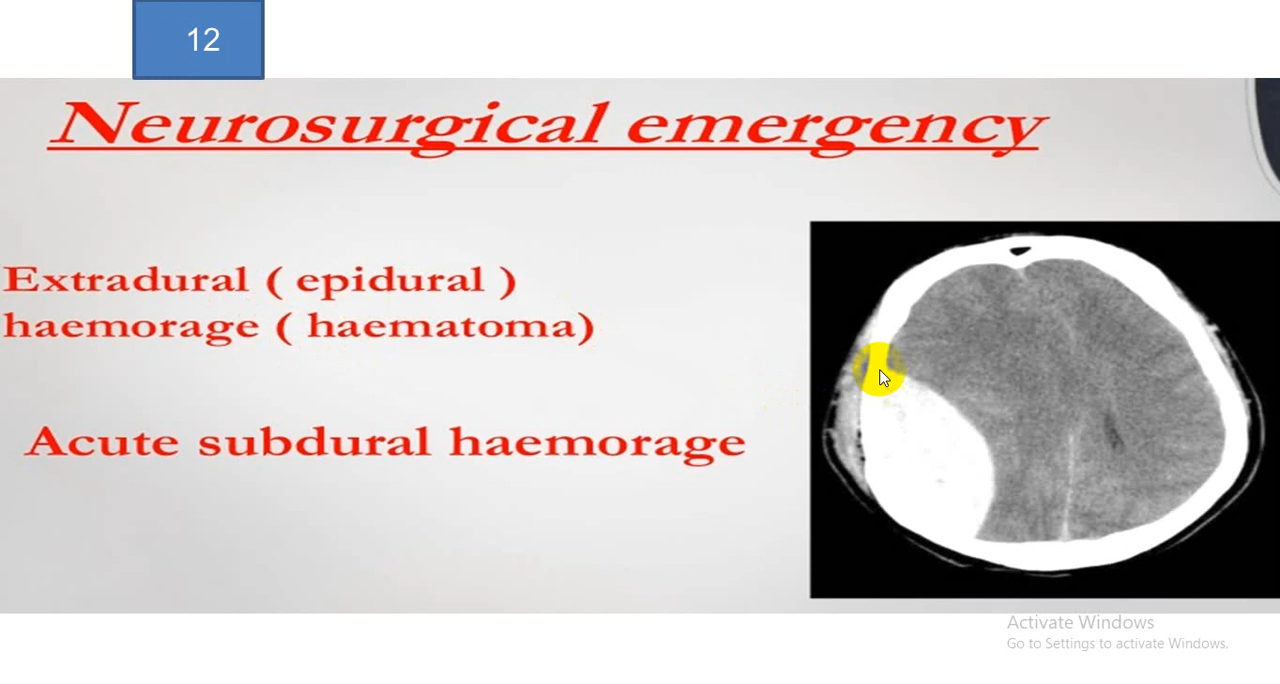 12
Neurosurgical emergency
Extradural ( epidural )
haemorage ( haematoma)
Acute subdural haemorage
Activate Windows
Go to Settings to activate Windows.